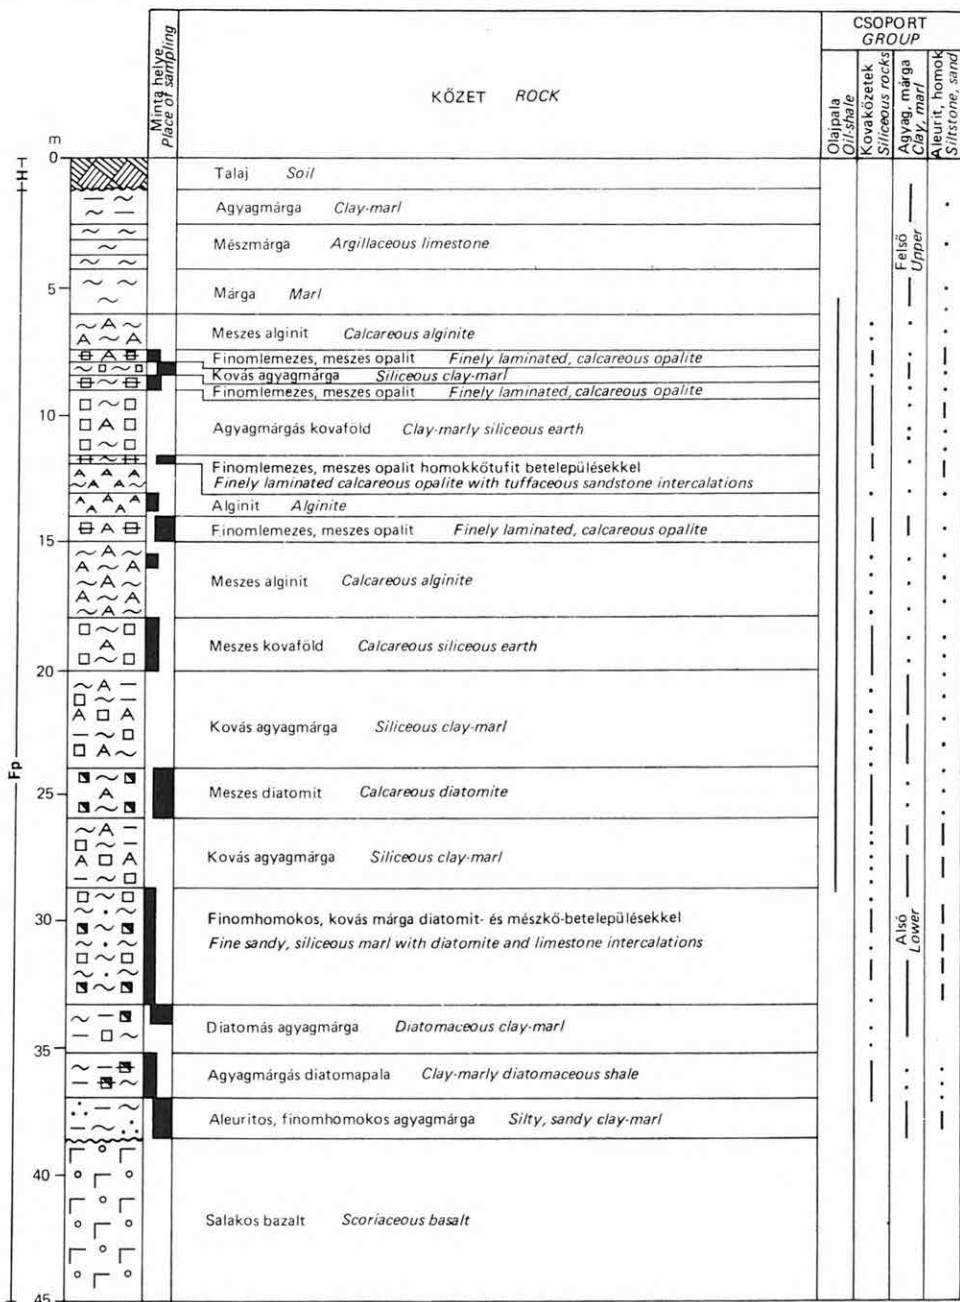 CSOPORT
GROUP
Minta helye
Place of sampling
KŐZET ROCK
Olajpala
Oil-shale
Kovakőzetek
Siliceous rocks
Agyag, márga
Clay, marl
Aleurit, homok
Siltstone, sand
m
0
H
Talaj Soil
Agyagmárga Clay-marl
Mészmárga Argillaceous limestone
Felső
Upper
5
Márga Marl
Meszes alginit Calcareous alginite
Finomlemezes, meszes opalit Finely laminated, calcareous opalite
Kovás agyagmárga Siliceous clay-marl
Finomlemezes, meszes opalit Finely laminated, calcareous opalite
10
Agyagmárgás kovaföld Clay-marly siliceous earth
Finomlemezes, meszes opalit homokkőtufit betelepülésekkel
Finely laminated calcareous opalite with tuffaceous sandstone intercalations
Alginit Alginite
Finomlemezes, meszes opalit Finely laminated, calcareous opalite
15
Meszes alginit Calcareous alginite
Meszes kovaföld Calcareous siliceous earth
20
Kovás agyagmárga Siliceous clay-marl
Fp
Meszes diatomit Calcareous diatomite
25
Kovás agyagmárga Siliceous clay-marl
Finomhomokos, kovás márga diatomit- és mészkő-betelepülésekkel
30
Fine sandy, siliceous marl with diatomite and limestone intercalations
Alsó
Lower
Diatomás agyagmárga Diatomaceous clay-marl
35
Agyagmárgás diatomapala Clay-marly diatomaceous shale
Aleuritos, finomhomokos agyagmárga Silty, sandy clay-marl
40
Salakos bazalt Scoriaceous basalt
45